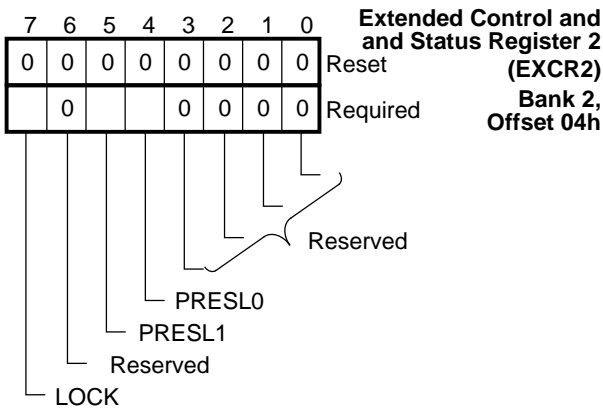 7 6 5 4 3 2 1 0
Extended Control and
and Status Register 2
(EXCR2)
Bank 2,
Offset 04h
0 0 0 0 0 0 0 0 Reset
0 0 0 0 0 Required
Reserved
PRESL0
PRESL1
Reserved
LOCK